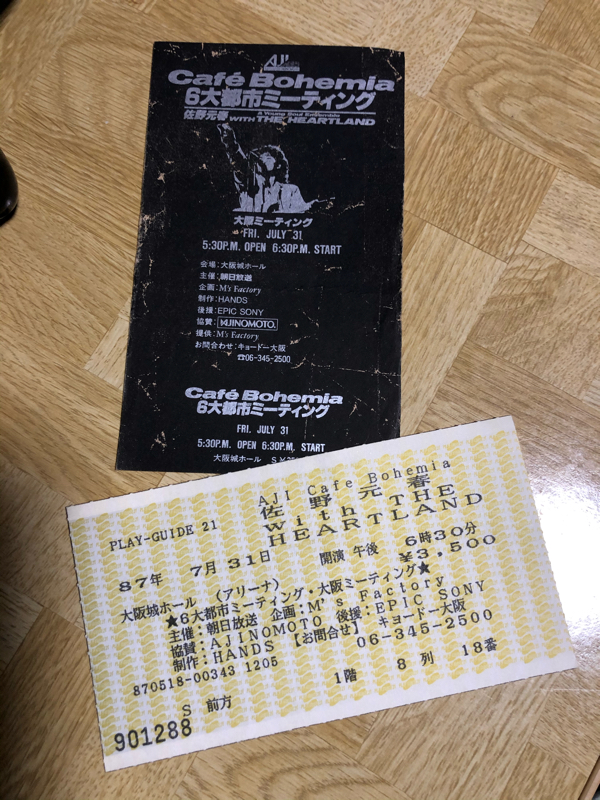 AJI
Café Bohemia
6大都市ミーティング
a Young Soul Ensemble
佐野元春 WITH THE HEARTLAND
大阪ミーティング
FRI. JULY 31
5:30P.M. OPEN 6:30P.M. START
会場:大阪城ホール
主催:朝日放送
企画:M's Factory
制作:HANDS
後援:EPIC SONY
協賛:AJINOMOTO.
提供:M's Factory
お問合わせ:キョードー大阪
☎06-345-2500
Café Bohemia
6大都市ミーティング
FRI. JULY 31
5:30P.M. OPEN 6:30P.M. START
大阪城ホール S
PLAY-GUIDE 21
AJI Cafe Bohemia
佐野元春
with THE
HEARTLAND
87年 7月31日 開演 午後 6時30分
大阪城ホール (アリーナ) ¥3,500
★6大都市ミーティング・大阪ミーティング★
主催:朝日放送 企画:M's Factory
協賛:AJINOMOTO 後援:EPIC SONY
制作:HANDS 【お問合せ】 キョードー大阪
06-345-2500
870518-00343 1205
1階 8列 18番
S 前方
901288